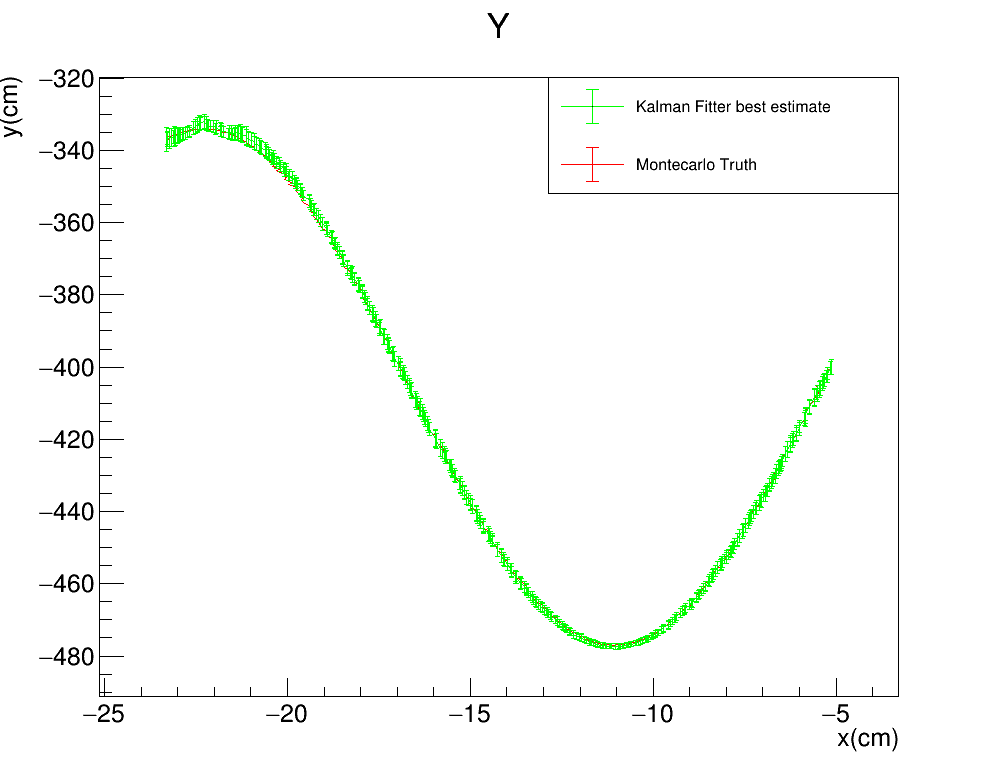 Y
y(cm)
−320
−340
−360
−380
−400
−420
−440
−460
−480
Kalman Fitter best estimate
Montecarlo Truth
−25 −20 −15 −10 −5
x(cm)